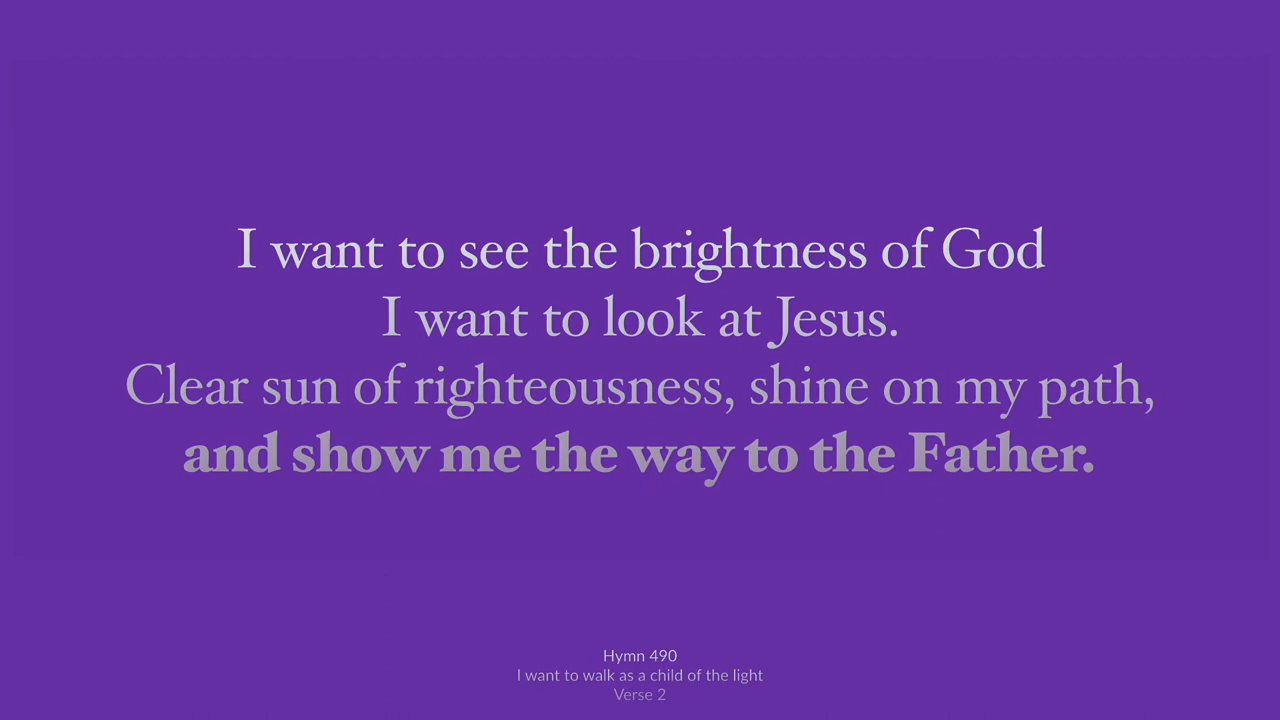 I want to see the brightness of God
I want to look at Jesus.
Clear sun of righteousness, shine on my path,
and show me the way to the Father.
Hymn 490
I want to walk as a child of the light
Verse 2